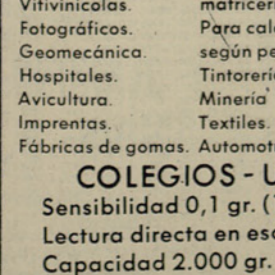 Vitivinícolas. matricer
Fotográficos. Para cal
Geomecánica. según pe
Hospitales. Tintorerí
Avicultura. Minería
Imprentas. Textiles.
Fábricas de gomas. Automot
COLEGIOS - U
Sensibilidad 0,1 gr. (
Lectura directa en es
Capacidad 2.000 gr.